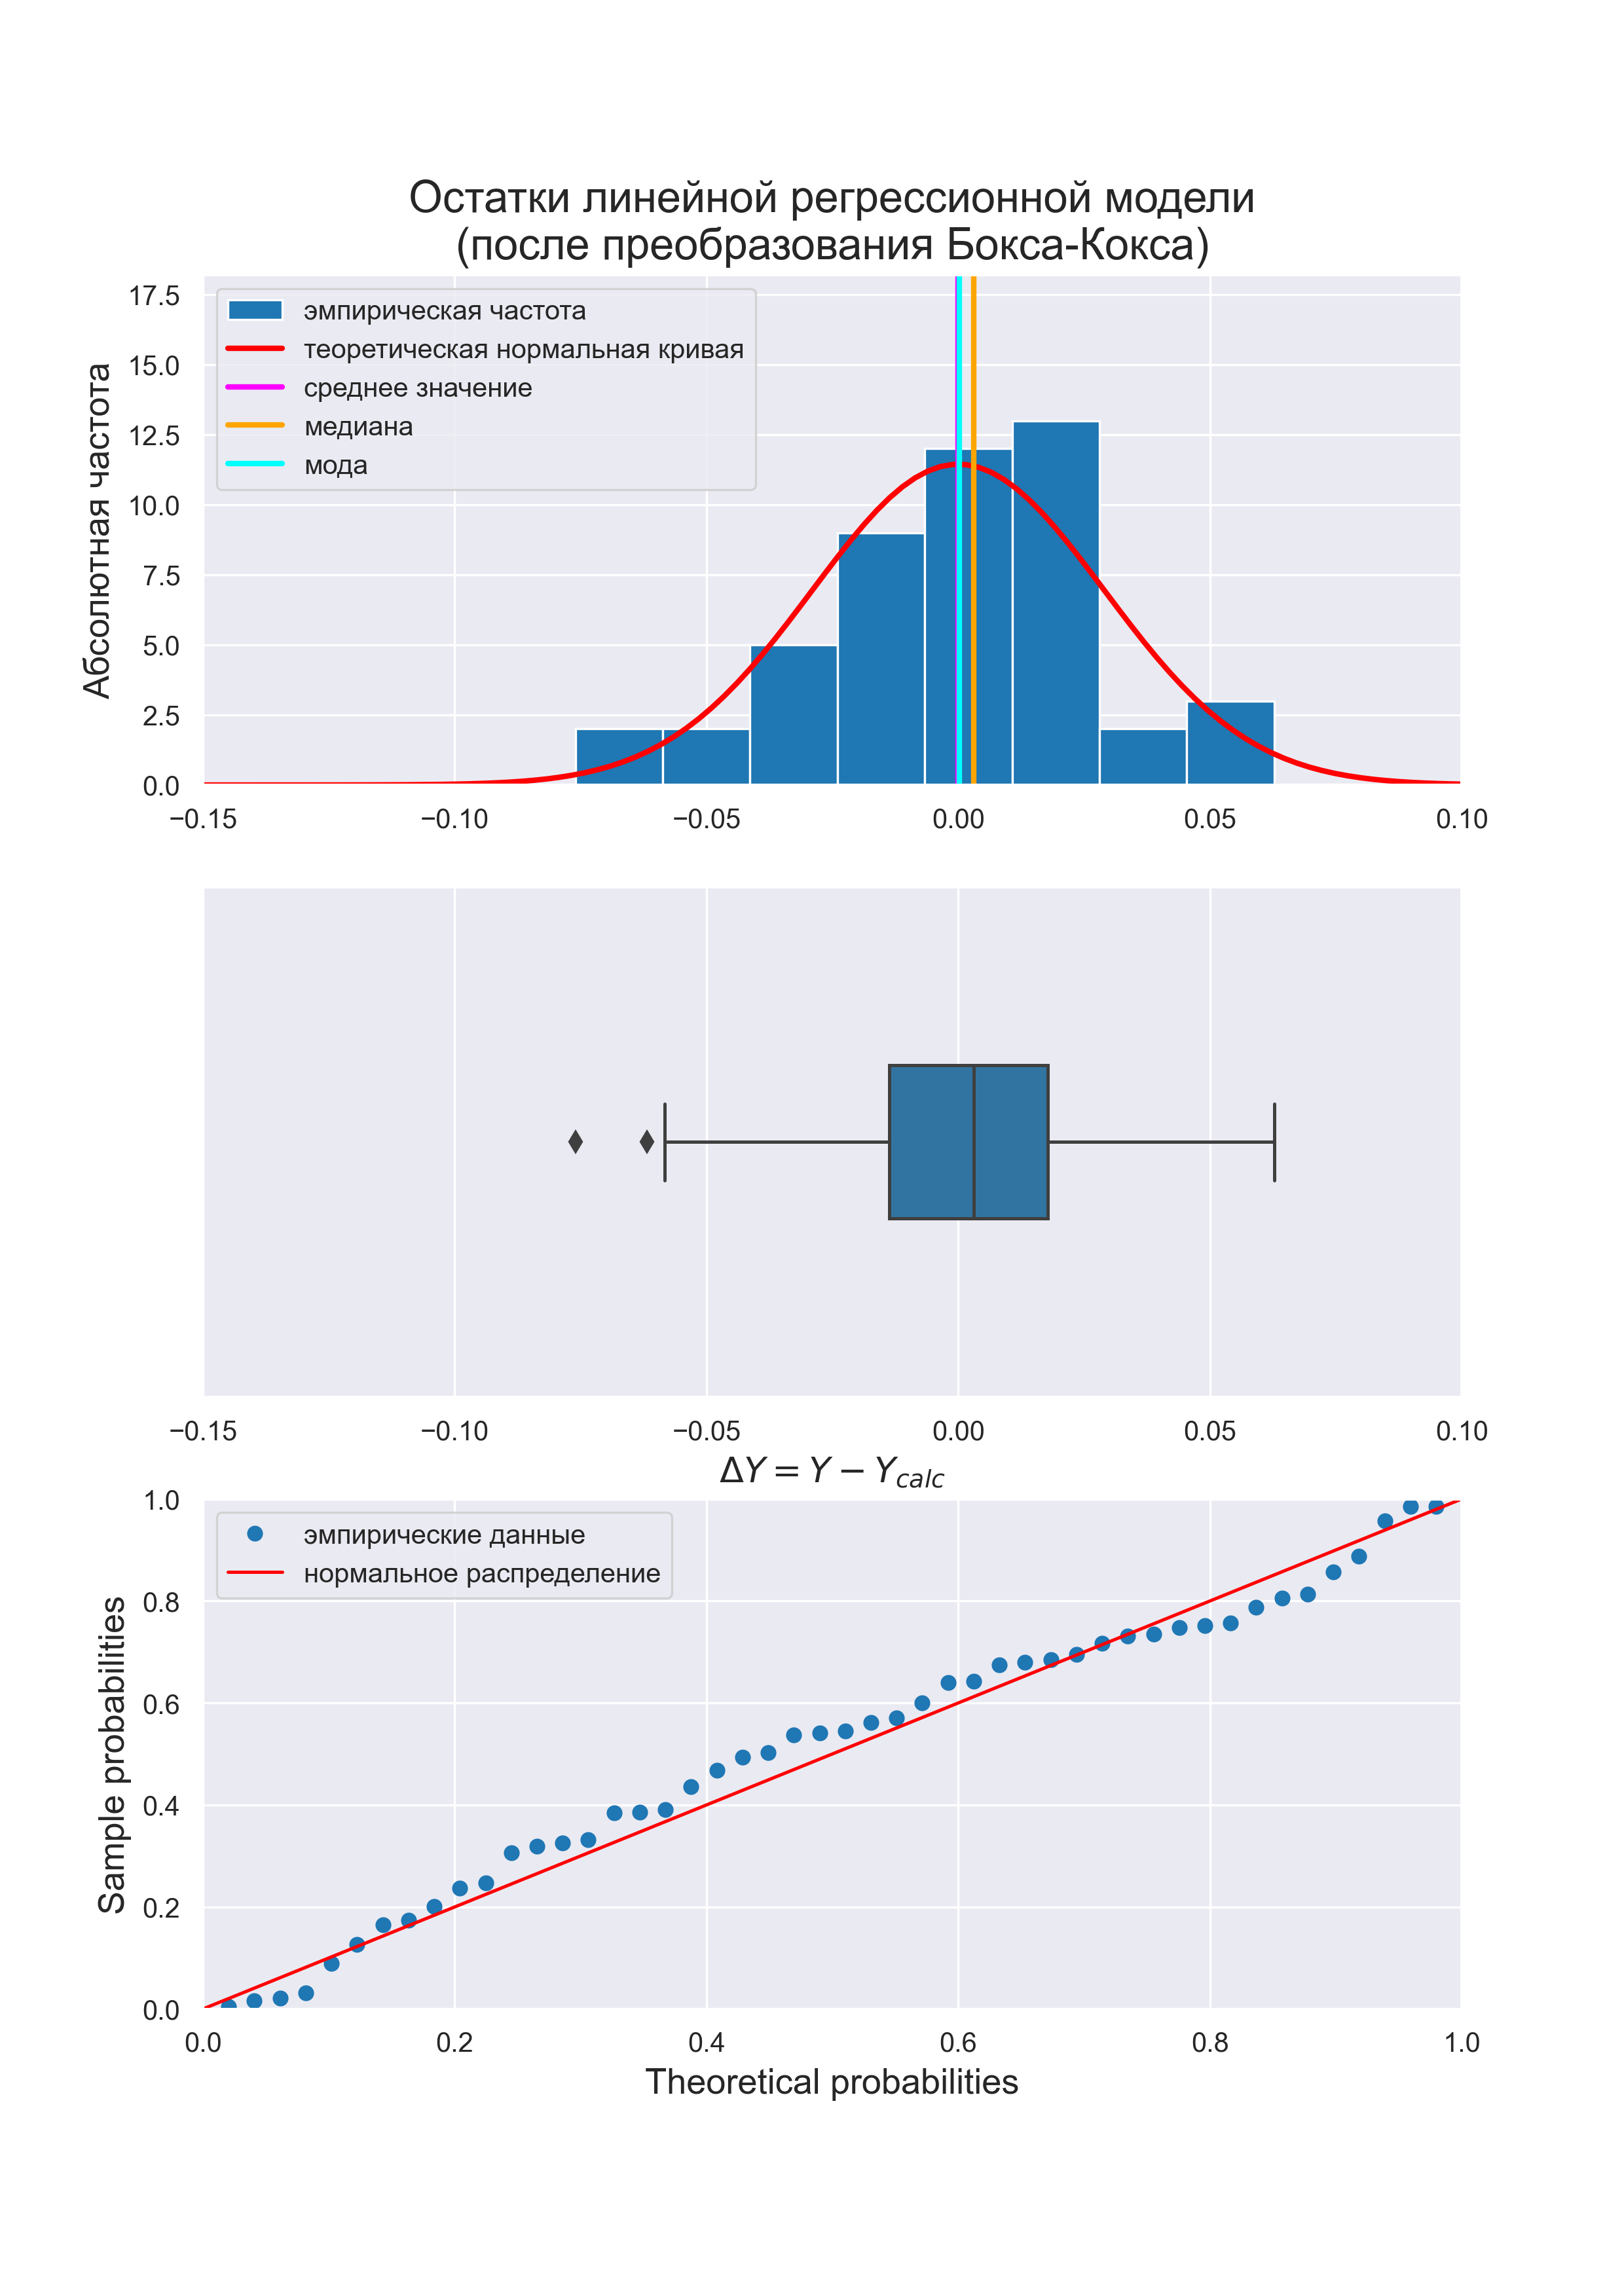 Остатки линейной регрессионной модели
(после преобразования Бокса-Кокса)
17.5
15.0
12.5
10.0
7.5
5.0
2.5
0.0
Абсолютная частота
эмпирическая частота
теоретическая нормальная кривая
среднее значение
медиана
мода
−0.15 −0.10 −0.05 0.00 0.05 0.10
−0.15 −0.10 −0.05 0.00 0.05 0.10
ΔY = Y − Y_calc
1.0
0.8
0.6
0.4
0.2
0.0
Sample probabilities
эмпирические данные
нормальное распределение
0.0 0.2 0.4 0.6 0.8 1.0
Theoretical probabilities